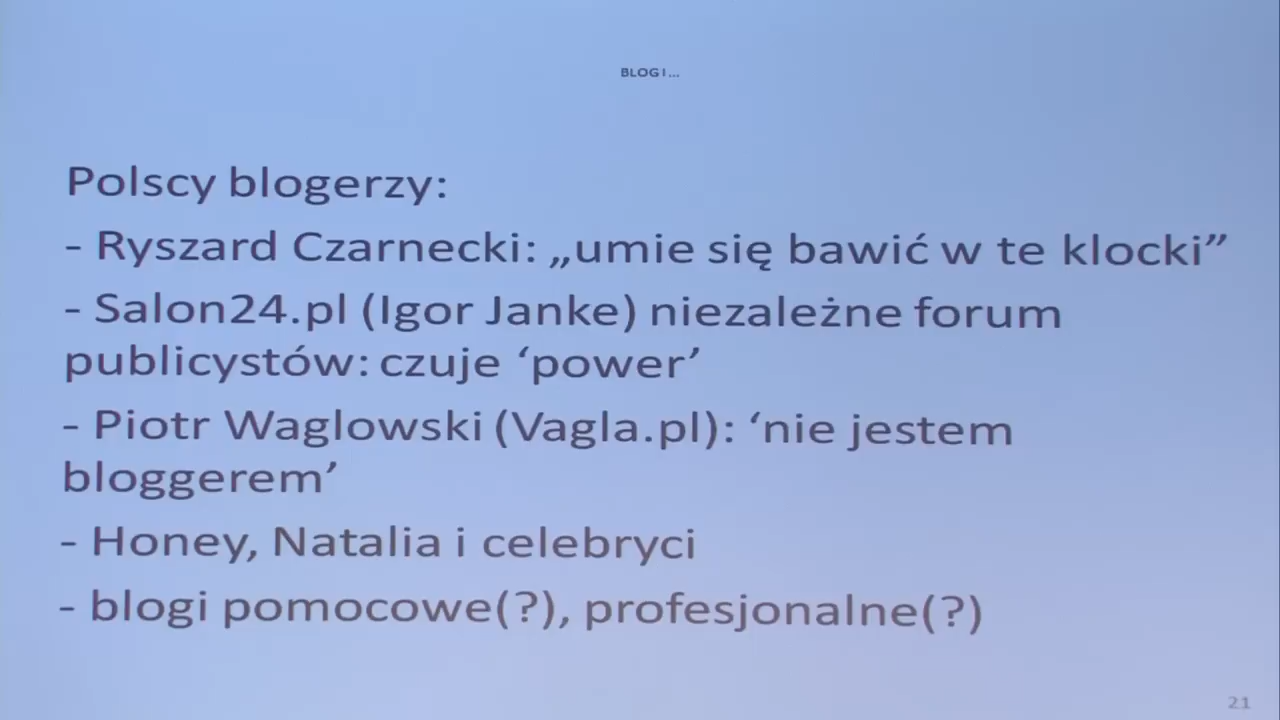 BLOGI...
Polscy blogerzy:
- Ryszard Czarnecki: „umie się bawić w te klocki”
- Salon24.pl (Igor Janke) niezależne forum
publicystów: czuje ‘power’
- Piotr Waglowski (Vagla.pl): ‘nie jestem
bloggerem’
- Honey, Natalia i celebryci
- blogi pomocowe(?), profesjonalne(?)
21